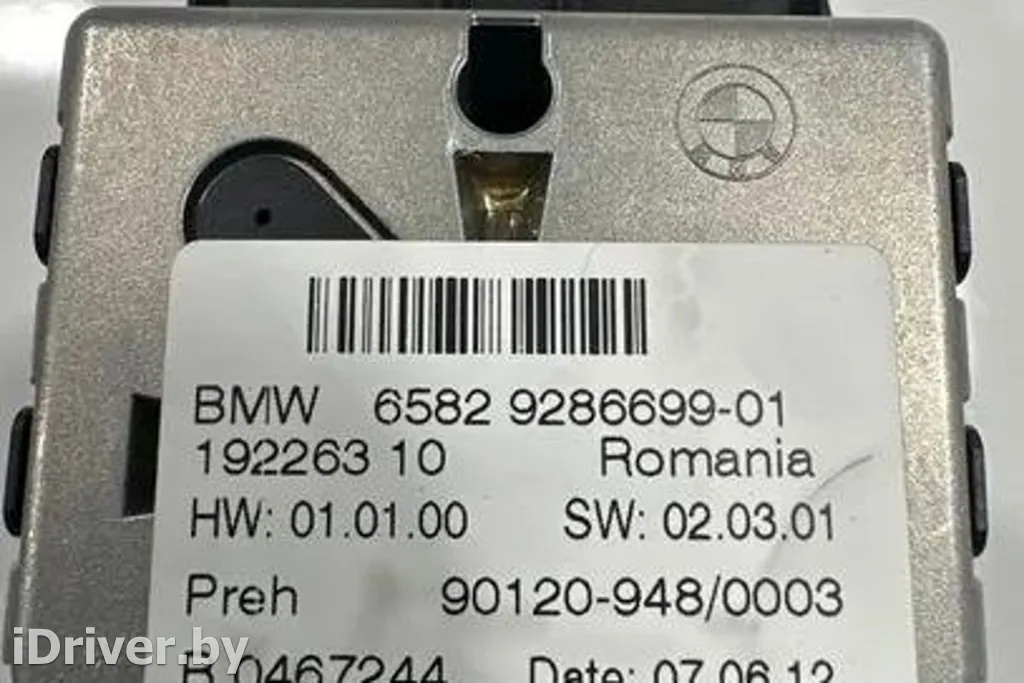 BMW 6582 9286699-01
192263 10 Romania
HW: 01.01.00 SW: 02.03.01
Preh 90120-948/0003
R 0467244 Date: 07.06.12
iDriver.by